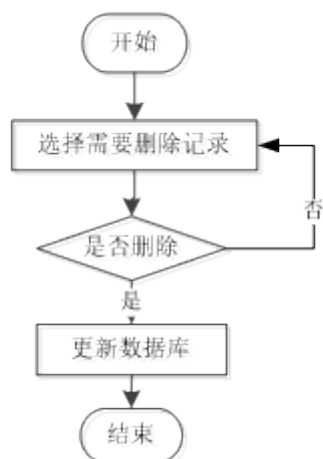 开始
选择需要删除记录
是否删除
否
是
更新数据库
结束